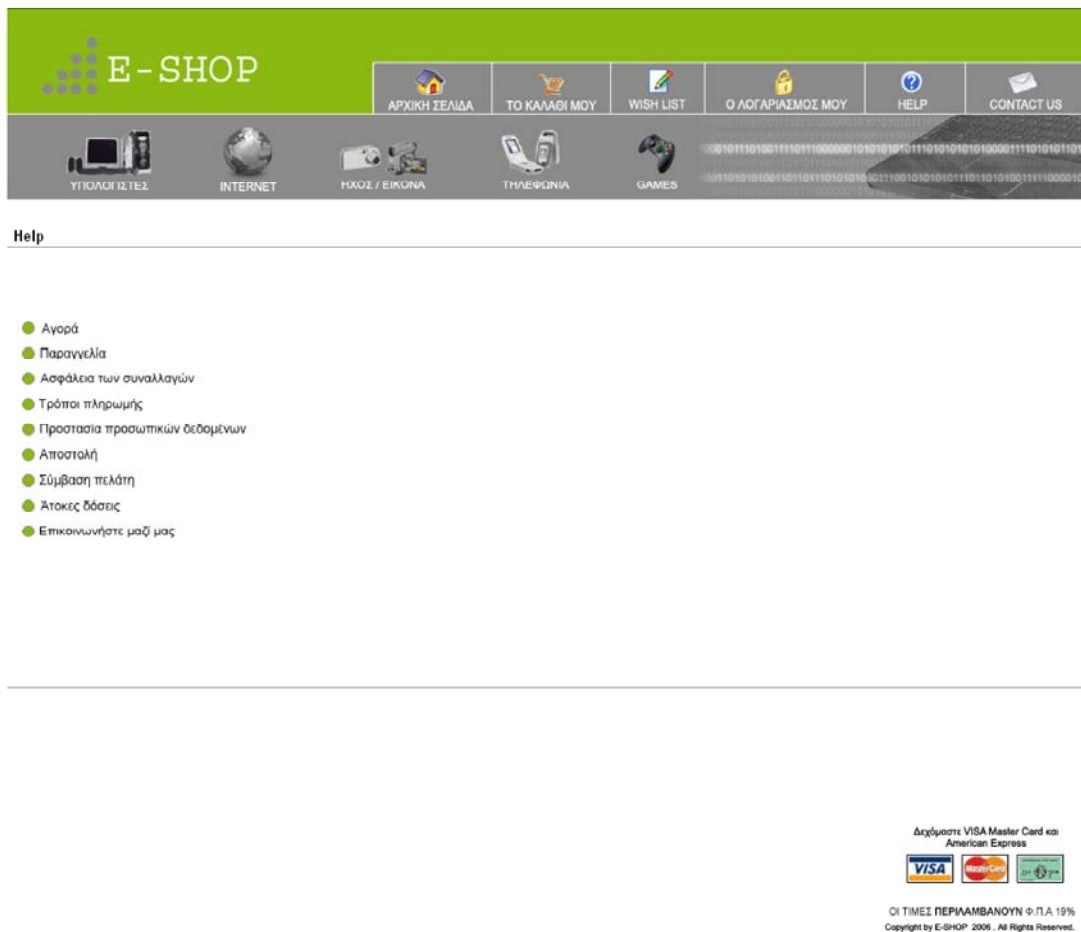 E-SHOP
ΑΡΧΙΚΗ ΣΕΛΙΔΑ
ΤΟ ΚΑΛΑΘΙ ΜΟΥ
WISH LIST
Ο ΛΟΓΑΡΙΑΣΜΟΣ ΜΟΥ
HELP
CONTACT US
ΥΠΟΛΟΓΙΣΤΕΣ
INTERNET
ΗΧΟΣ / ΕΙΚΟΝΑ
ΤΗΛΕΦΩΝΙΑ
GAMES
Help
Αγορά
Παραγγελία
Ασφάλεια των συναλλαγών
Τρόποι πληρωμής
Προστασία προσωπικών δεδομένων
Αποστολή
Σύμβαση πελάτη
Άτοκες δόσεις
Επικοινωνήστε μαζί μας
Δεχόμαστε VISA Master Card και
American Express
VISA
MasterCard
ΟΙ ΤΙΜΕΣ ΠΕΡΙΛΑΜΒΑΝΟΥΝ Φ.Π.Α 19%
Copyright by E-SHOP 2006 . All Rights Reserved.